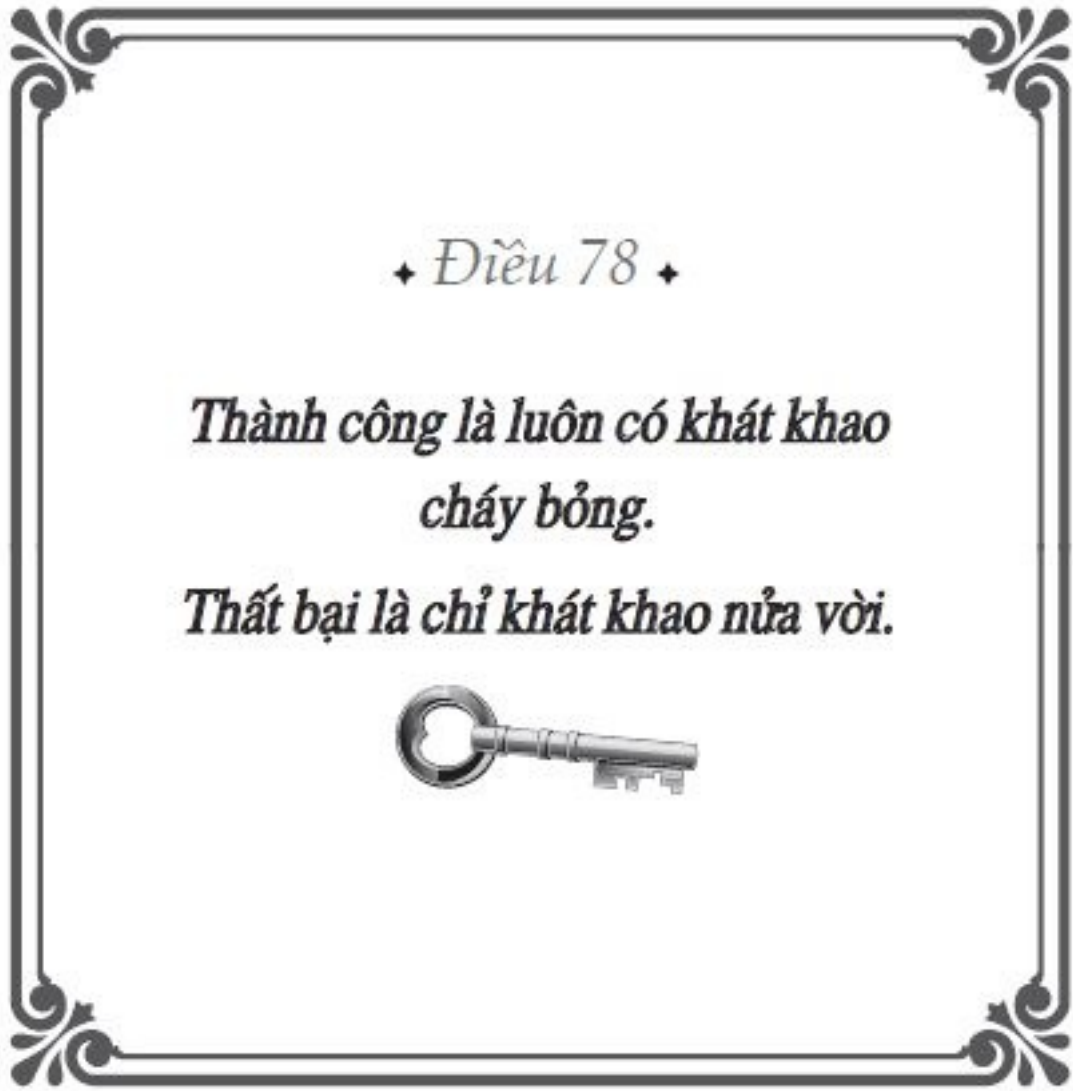 Điều 78
Thành công là luôn có khát khao
cháy bỏng.
Thất bại là chỉ khát khao nửa vời.